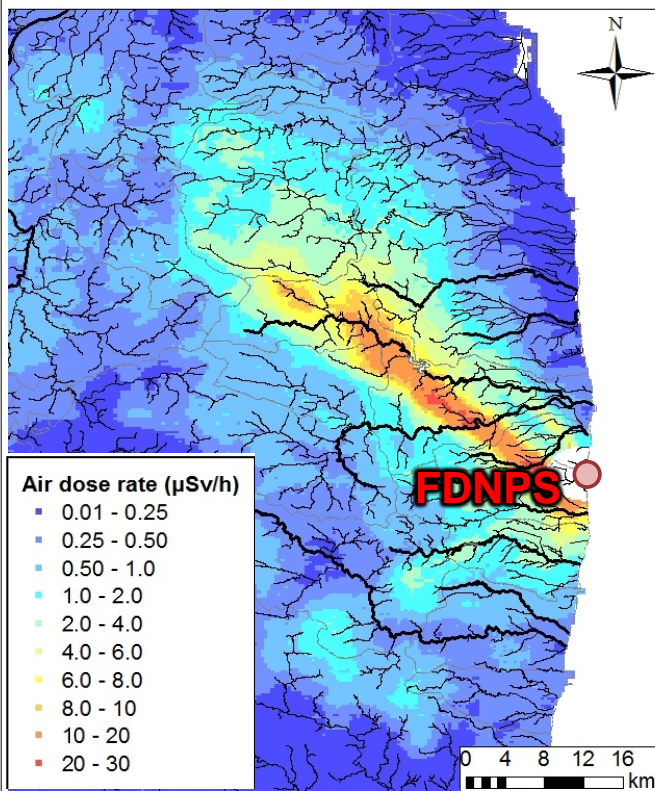 N
FDNPS
Air dose rate (µSv/h)
0.01 - 0.25
0.25 - 0.50
0.50 - 1.0
1.0 - 2.0
2.0 - 4.0
4.0 - 6.0
6.0 - 8.0
8.0 - 10
10 - 20
20 - 30
0 2 4 8 12 16
km